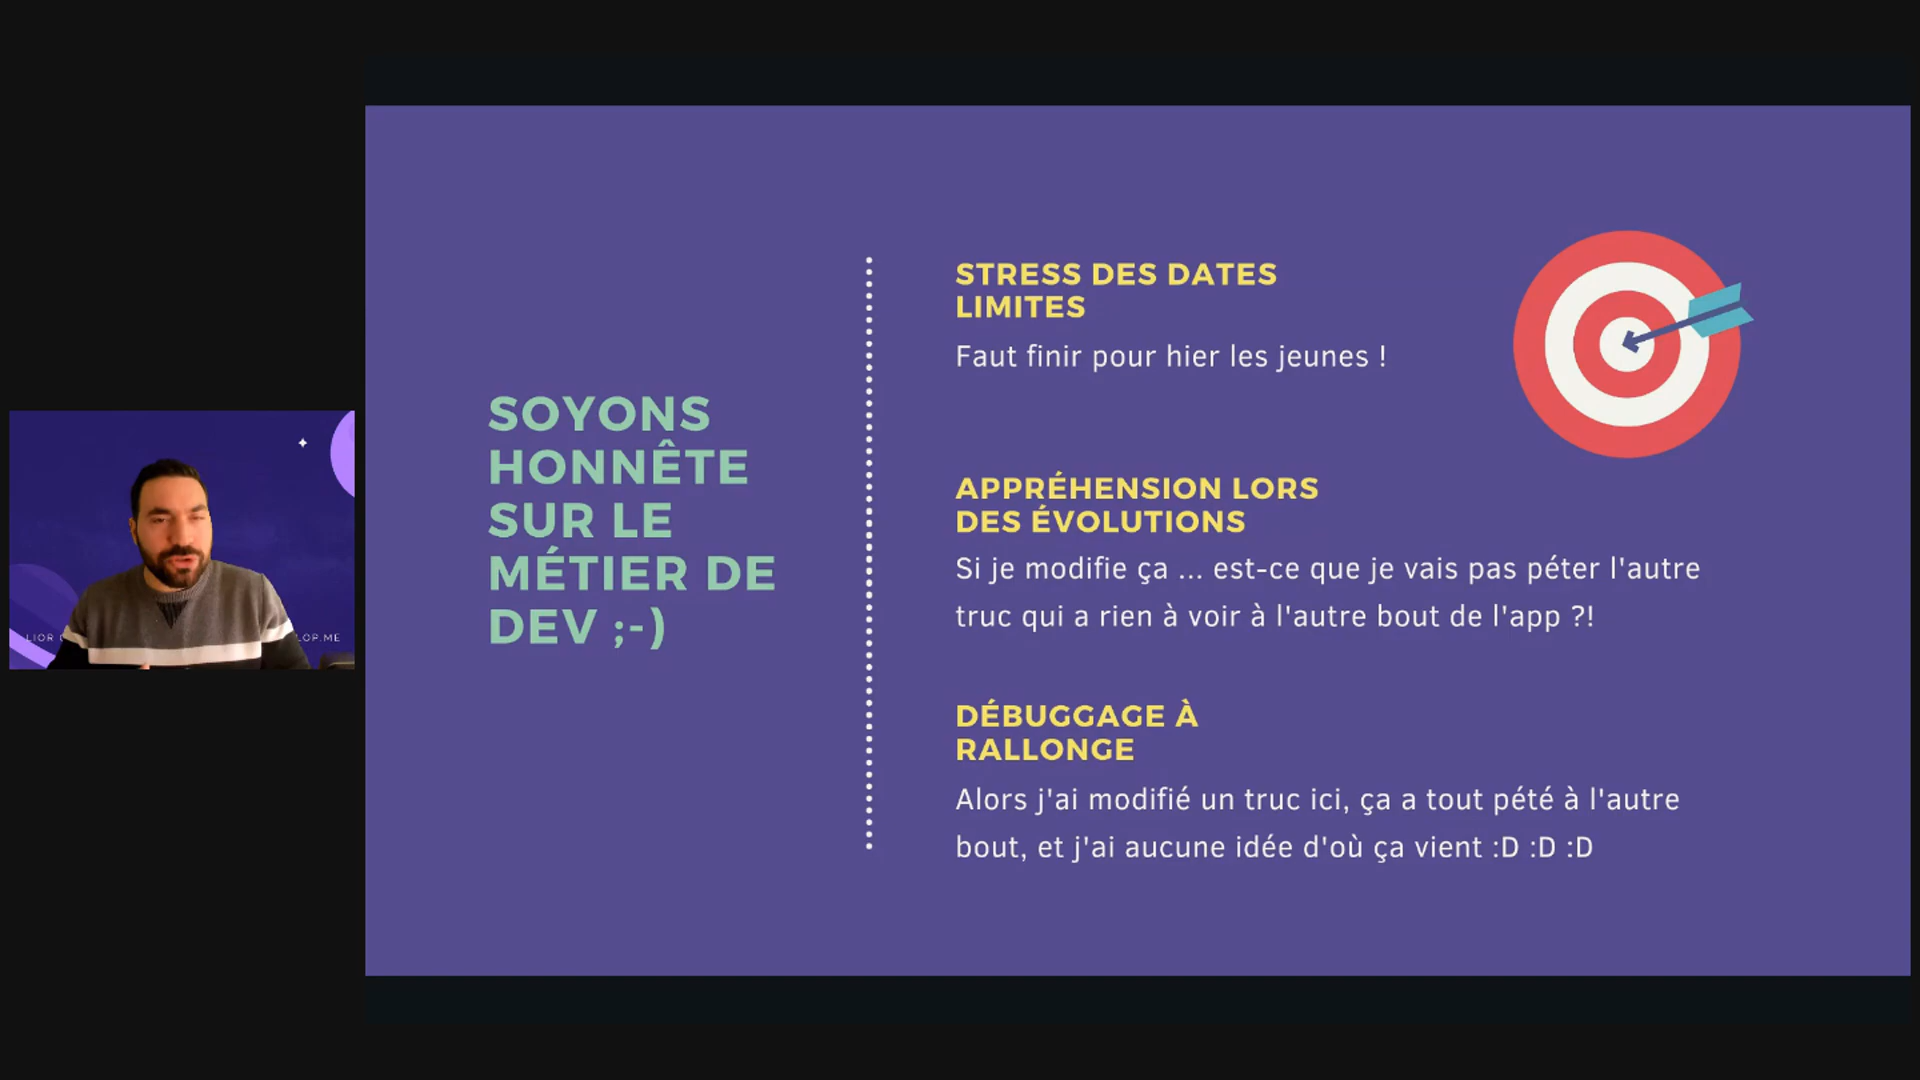 SOYONS
HONNÊTE
SUR LE
MÉTIER DE
DEV ;-)
STRESS DES DATES
LIMITES
Faut finir pour hier les jeunes !
APPRÉHENSION LORS
DES ÉVOLUTIONS
Si je modifie ça ... est-ce que je vais pas péter l'autre
truc qui a rien à voir à l'autre bout de l'app ?!
DÉBUGGAGE À
RALLONGE
Alors j'ai modifié un truc ici, ça a tout pété à l'autre
bout, et j'ai aucune idée d'où ça vient :D :D :D
LIOR
LOP.ME